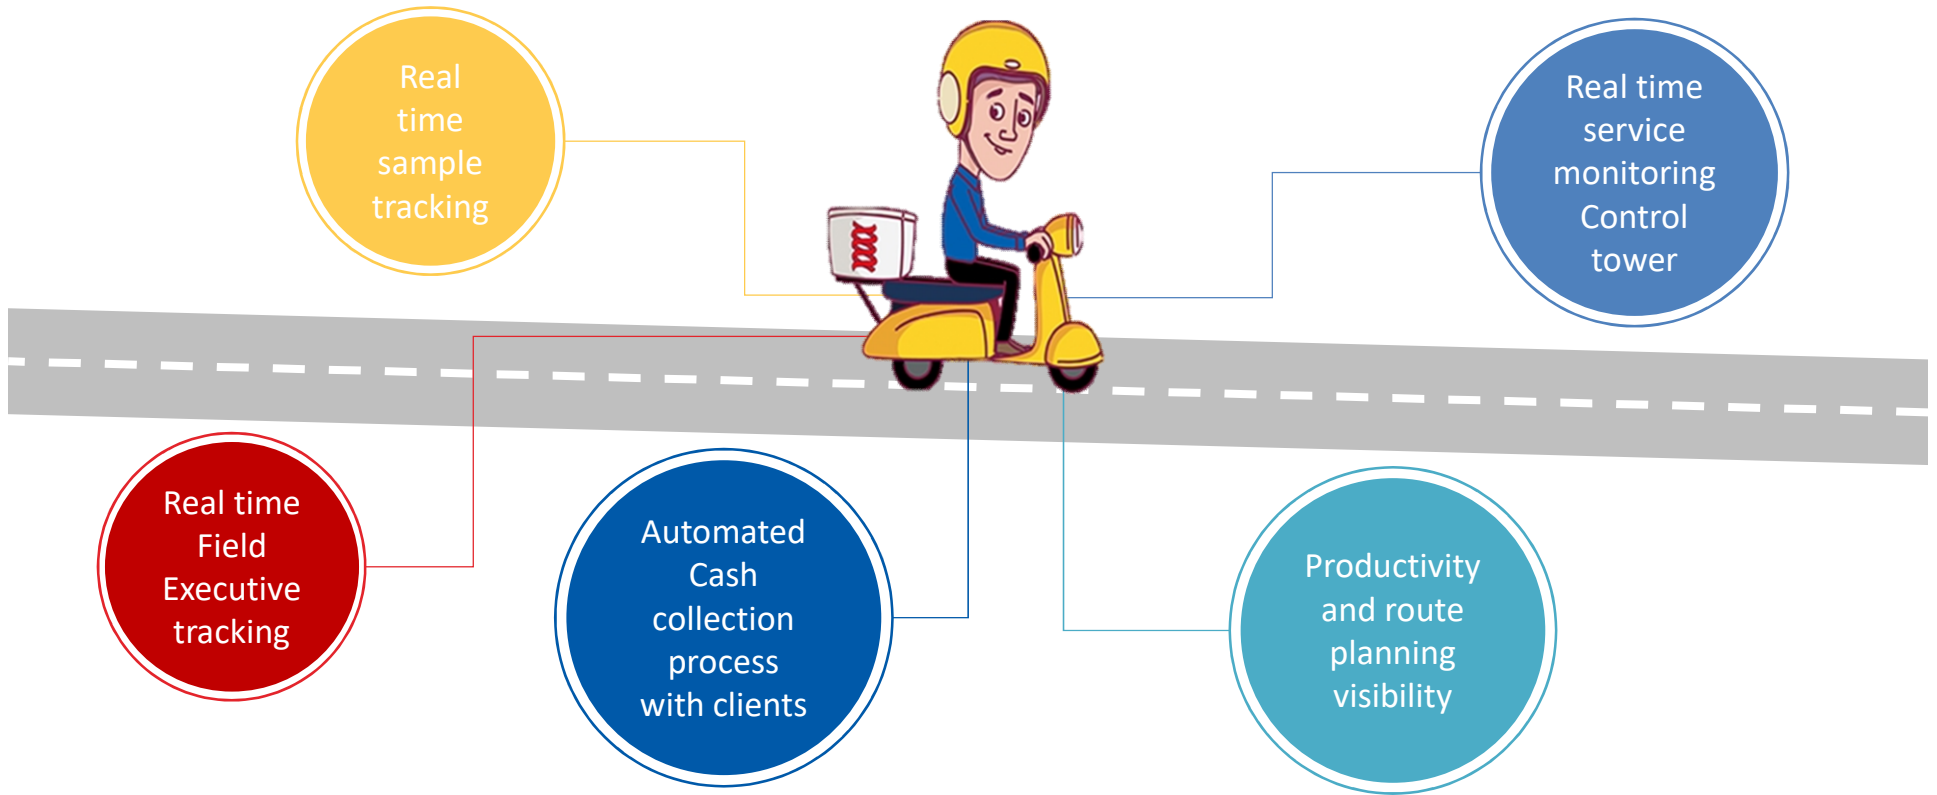 Real
time
sample
tracking
Real time
service
monitoring
Control
tower
Real time
Field
Executive
tracking
Automated
Cash
collection
process
with clients
Productivity
and route
planning
visibility